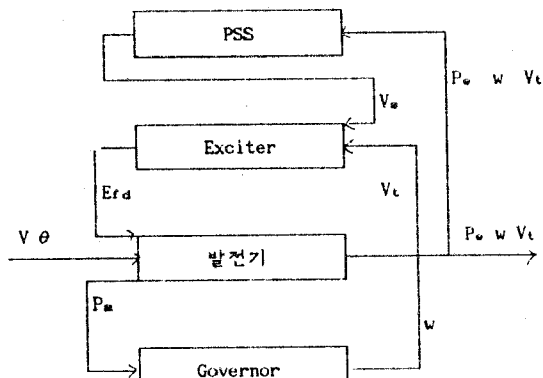 PSS
Pe w Vt
Vs
Exciter
Efd
Vt
V θ
발전기
Pe w Vt
Pm
w
Governor